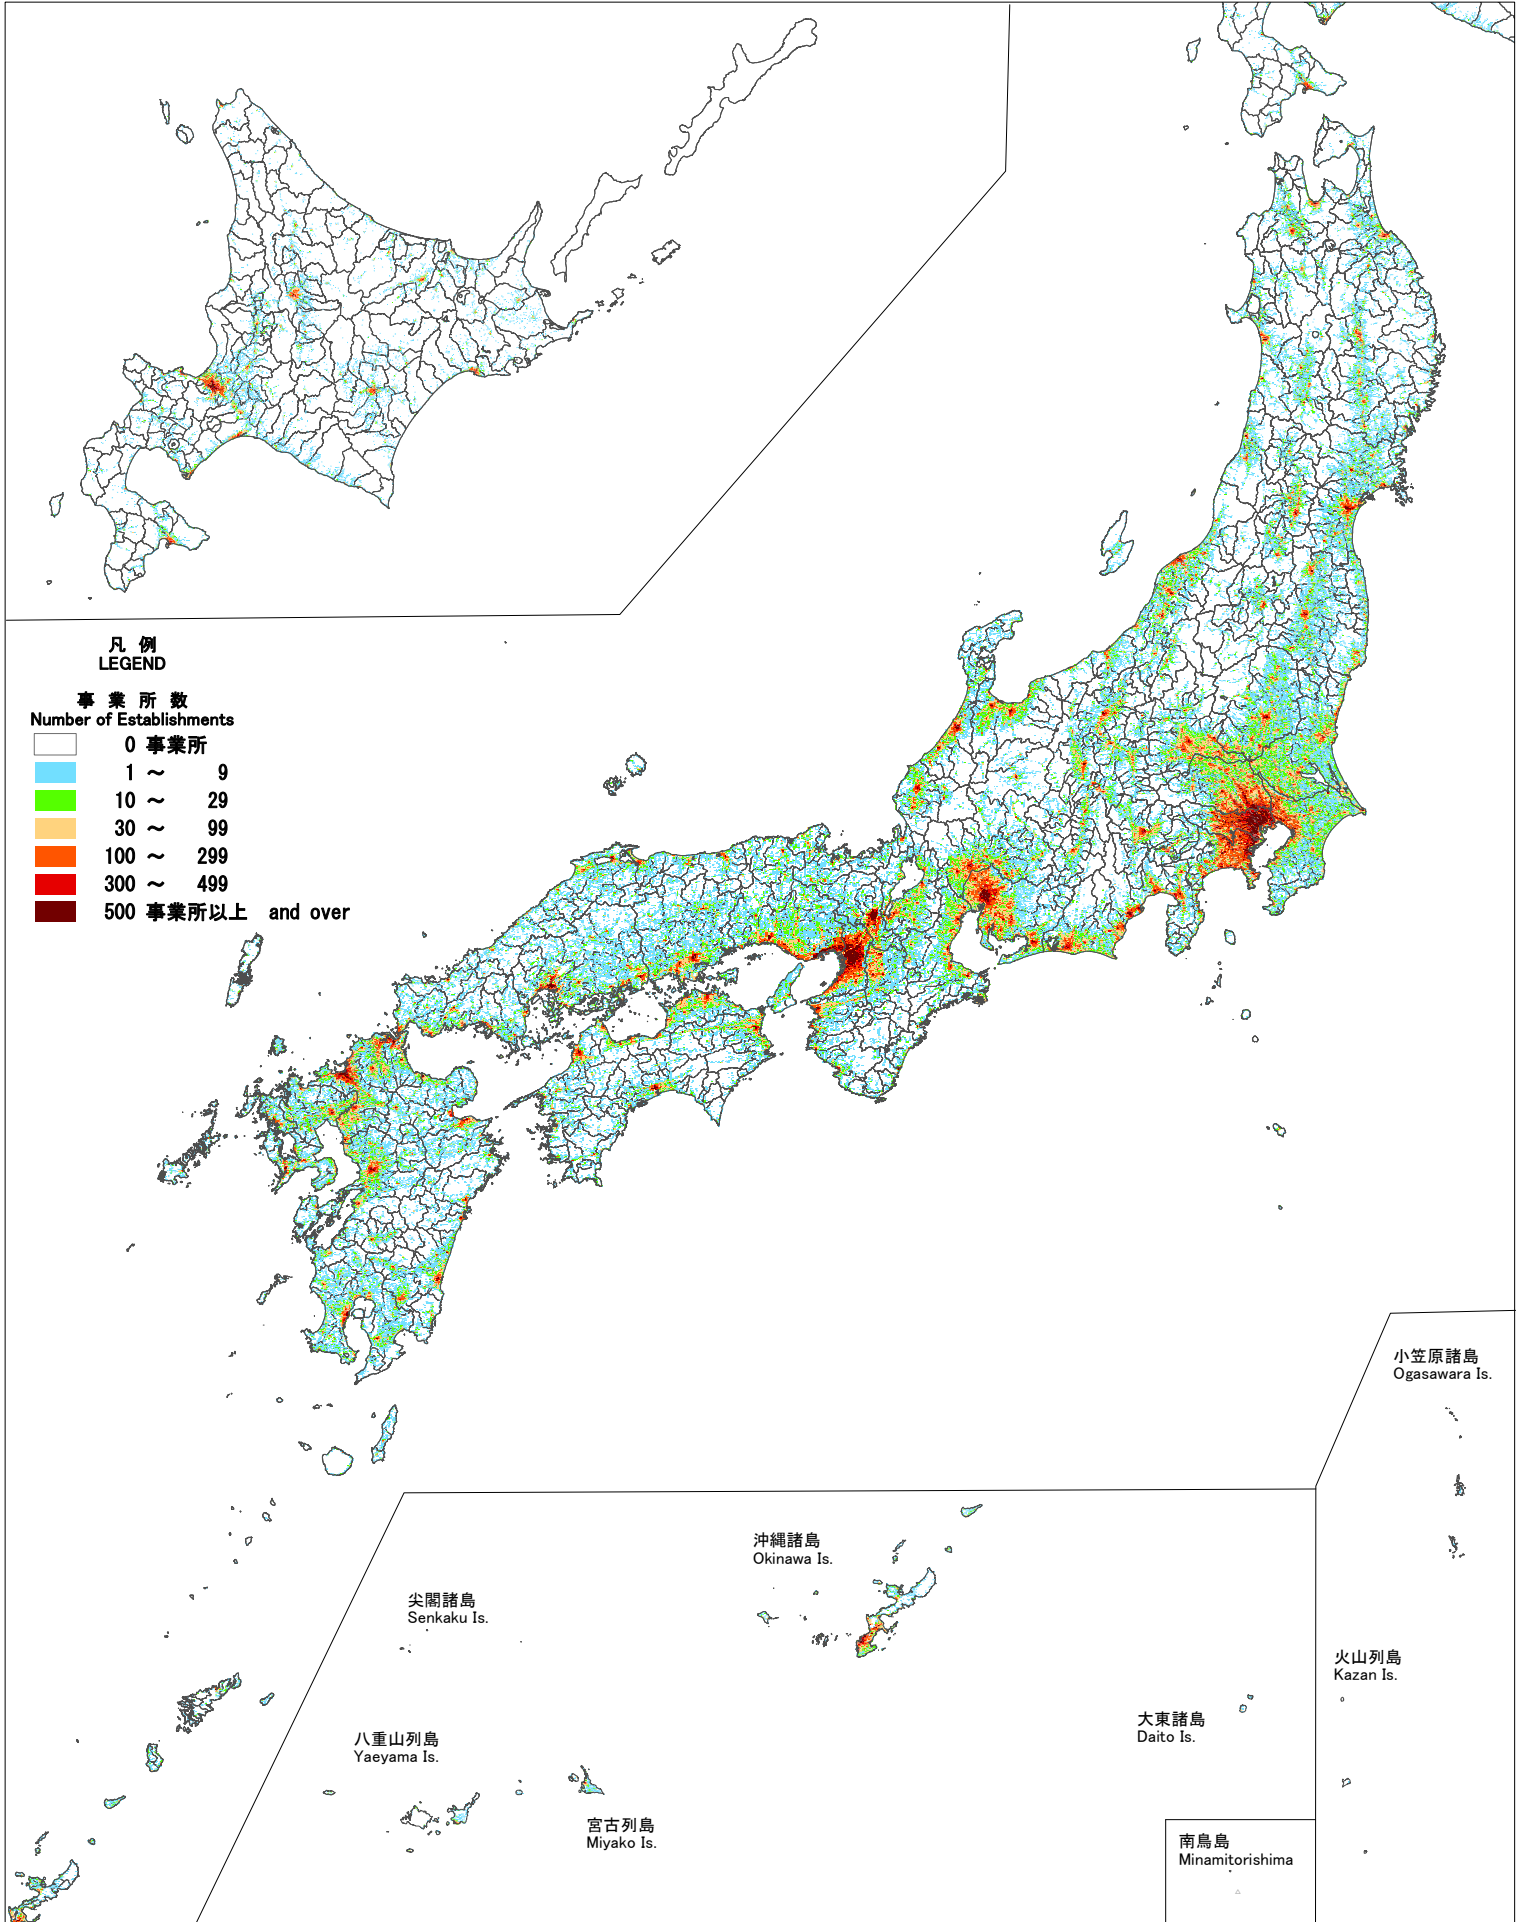 凡 例
LEGEND
事 業 所 数
Number of Establishments
0 事業所
1 ～ 9
10 ～ 29
30 ～ 99
100 ～ 299
300 ～ 499
500 事業所以上 and over
小笠原諸島
Ogasawara Is.
沖縄諸島
Okinawa Is.
尖閣諸島
Senkaku Is.
火山列島
Kazan Is.
大東諸島
Daito Is.
八重山列島
Yaeyama Is.
宮古列島
Miyako Is.
南鳥島
Minamitorishima